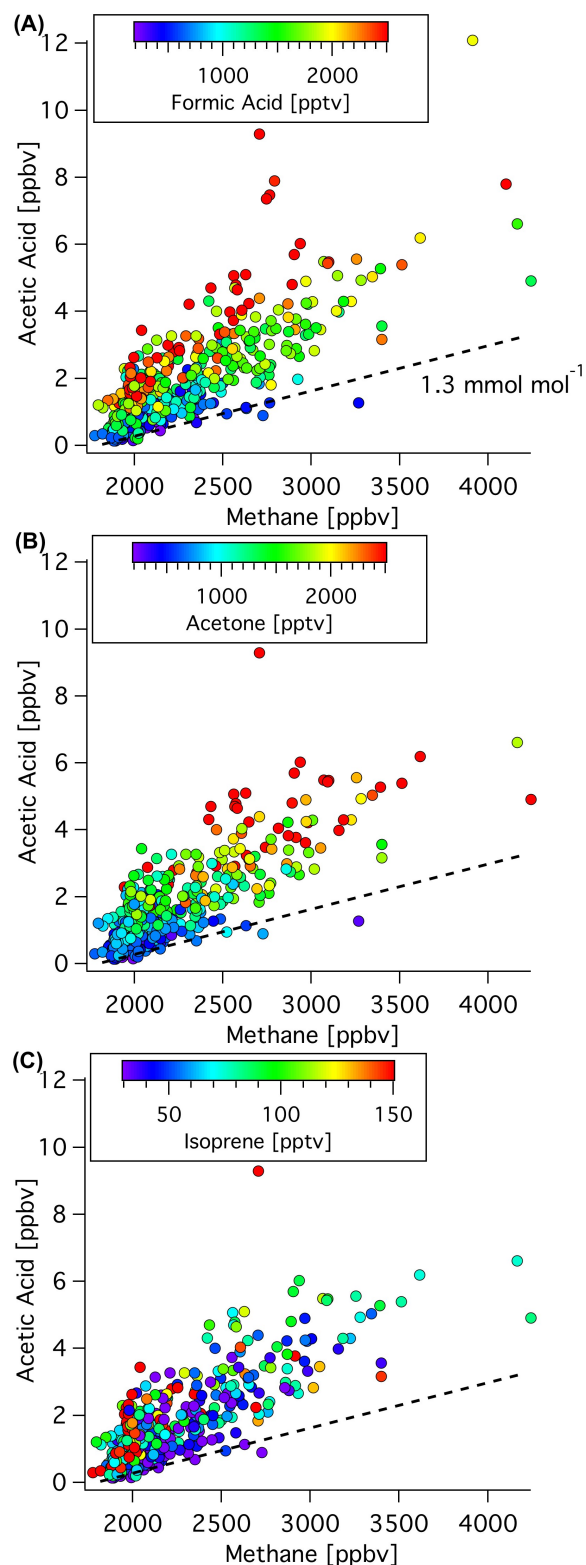 (A)
12
10
8
6
4
2
0
Acetic Acid [ppbv]
1000 2000
Formic Acid [pptv]
1.3 mmol mol⁻¹
2000 2500 3000 3500 4000
Methane [ppbv]
(B)
12
10
8
6
4
2
0
Acetic Acid [ppbv]
1000 2000
Acetone [pptv]
2000 2500 3000 3500 4000
Methane [ppbv]
(C)
12
10
8
6
4
2
0
Acetic Acid [ppbv]
50 100 150
Isoprene [pptv]
2000 2500 3000 3500 4000
Methane [ppbv]